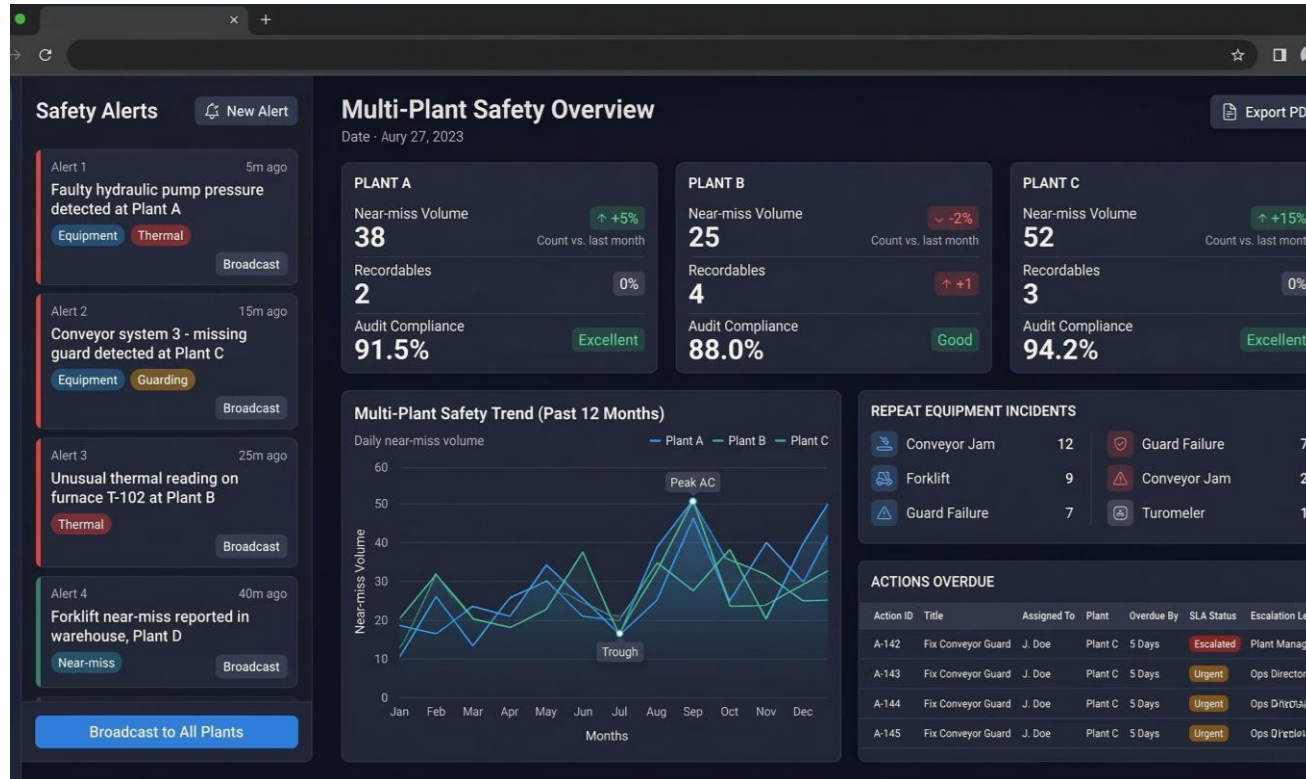 Safety Alerts
New Alert
Alert 1
5m ago
Faulty hydraulic pump pressure
detected at Plant A
Equipment
Thermal
Broadcast
Alert 2
15m ago
Conveyor system 3 - missing
guard detected at Plant C
Equipment
Guarding
Broadcast
Alert 3
25m ago
Unusual thermal reading on
furnace T-102 at Plant B
Thermal
Broadcast
Alert 4
40m ago
Forklift near-miss reported in
warehouse, Plant D
Near-miss
Broadcast
Broadcast to All Plants
Multi-Plant Safety Overview
Date · Aury 27, 2023
Export PD
PLANT A
Near-miss Volume
38
↑ +5%
Count vs. last month
Recordables
2
0%
Audit Compliance
91.5%
Excellent
PLANT B
Near-miss Volume
25
-2%
Count vs. last month
Recordables
4
↑ +1
Audit Compliance
88.0%
Good
PLANT C
Near-miss Volume
52
↑ +15%
Count vs. last mont
Recordables
3
0%
Audit Compliance
94.2%
Excellent
Multi-Plant Safety Trend (Past 12 Months)
Daily near-miss volume
Plant A
Plant B
Plant C
Near-miss Volume
60
50
40
30
20
10
0
Peak AC
Trough
Jan Feb Mar Apr May Jun Jul Aug Sep Oct Nov Dec
Months
REPEAT EQUIPMENT INCIDENTS
Conveyor Jam 12
Forklift 9
Guard Failure 7
Guard Failure 7
Conveyor Jam 2
Turomeler 1
ACTIONS OVERDUE
Action ID Title Assigned To Plant Overdue By SLA Status Escalation Le
A-142 Fix Conveyor Guard J. Doe Plant C 5 Days Escalated Plant Manag
A-143 Fix Conveyor Guard J. Doe Plant C 5 Days Urgent Ops Director
A-144 Fix Conveyor Guard J. Doe Plant C 5 Days Urgent Ops
A-145 Fix Conveyor Guard J. Doe Plant C 5 Days Urgent Ops